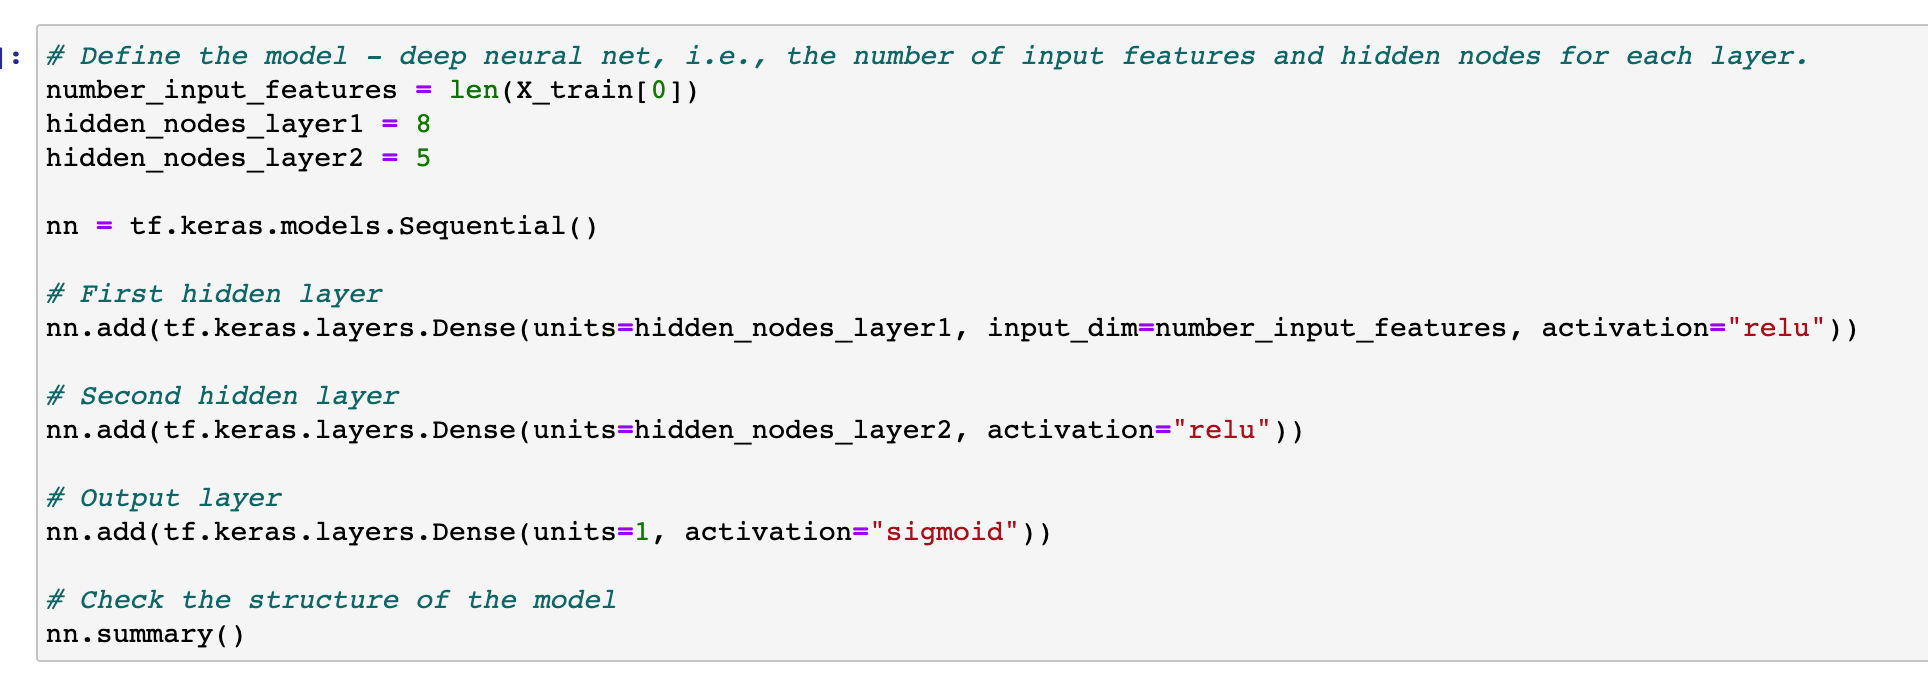 ]: # Define the model - deep neural net, i.e., the number of input features and hidden nodes for each layer.
number_input_features = len(X_train[0])
hidden_nodes_layer1 = 8
hidden_nodes_layer2 = 5
nn = tf.keras.models.Sequential()
# First hidden layer
nn.add(tf.keras.layers.Dense(units=hidden_nodes_layer1, input_dim=number_input_features, activation="relu"))
# Second hidden layer
nn.add(tf.keras.layers.Dense(units=hidden_nodes_layer2, activation="relu"))
# Output layer
nn.add(tf.keras.layers.Dense(units=1, activation="sigmoid"))
# Check the structure of the model
nn.summary()